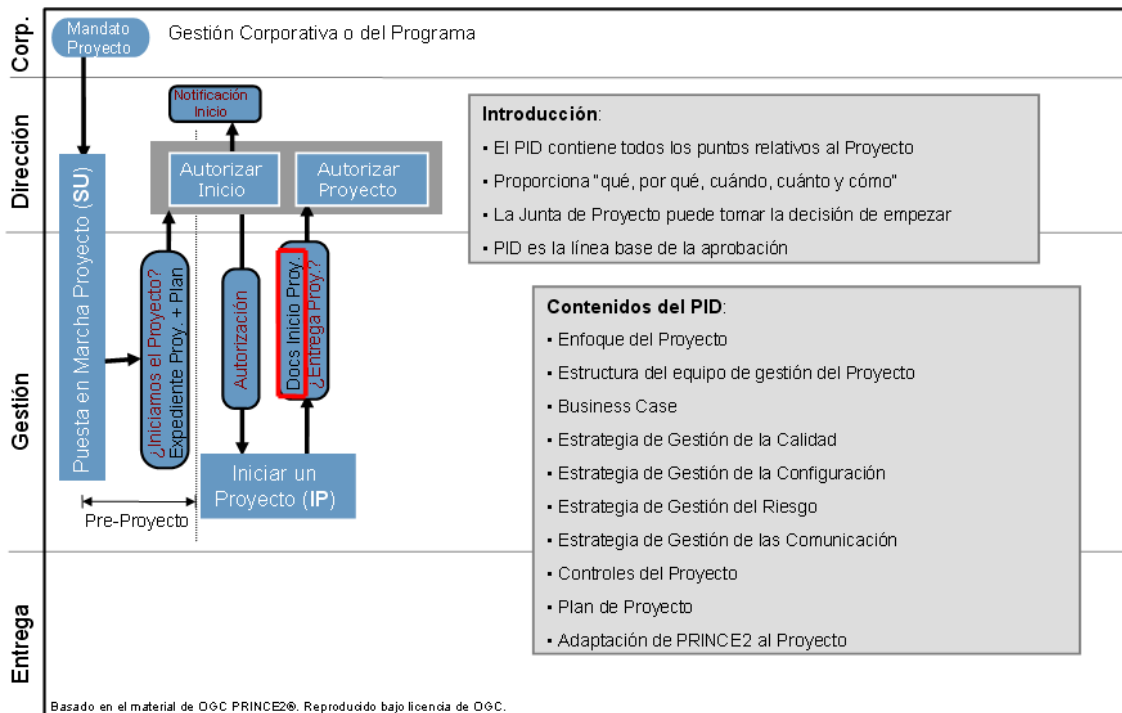 Corp.
Mandato
Proyecto
Gestión Corporativa o del Programa
Dirección
Notificación
Inicio
Autorizar
Inicio
Autorizar
Proyecto
Introducción:
▪ El PID contiene todos los puntos relativos al Proyecto
▪ Proporciona "qué, por qué, cuándo, cuánto y cómo"
▪ La Junta de Proyecto puede tomar la decisión de empezar
▪ PID es la línea base de la aprobación
Gestión
Puesta en Marcha Proyecto (SU)
¿Iniciamos el Proyecto?
Expediente Proy. + Plan
Autorización
Docs Inicio Proy.
¿Entrega Proy.?
Iniciar un
Proyecto (IP)
Pre-Proyecto
Contenidos del PID:
▪ Enfoque del Proyecto
▪ Estructura del equipo de gestión del Proyecto
▪ Business Case
▪ Estrategia de Gestión de la Calidad
▪ Estrategia de Gestión de la Configuración
▪ Estrategia de Gestión del Riesgo
▪ Estrategia de Gestión de las Comunicación
▪ Controles del Proyecto
▪ Plan de Proyecto
▪ Adaptación de PRINCE2 al Proyecto
Entrega
Basado en el material de OGC PRINCE2®. Reproducido bajo licencia de OGC.